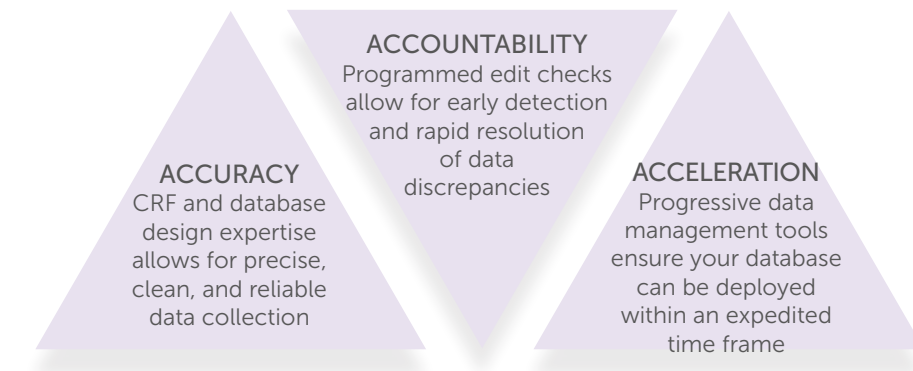 ACCURACY
CRF and database
design expertise
allows for precise,
clean, and reliable
data collection
ACCOUNTABILITY
Programmed edit checks
allow for early detection
and rapid resolution
of data
discrepancies
ACCELERATION
Progressive data
management tools
ensure your database
can be deployed
within an expedited
time frame